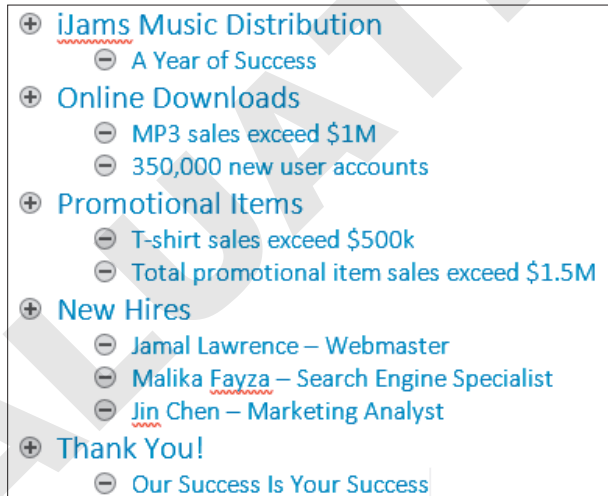 iJams Music Distribution
A Year of Success
Online Downloads
MP3 sales exceed $1M
350,000 new user accounts
Promotional Items
T-shirt sales exceed $500k
Total promotional item sales exceed $1.5M
New Hires
Jamal Lawrence – Webmaster
Malika Fayza – Search Engine Specialist
Jin Chen – Marketing Analyst
Thank You!
Our Success Is Your Success